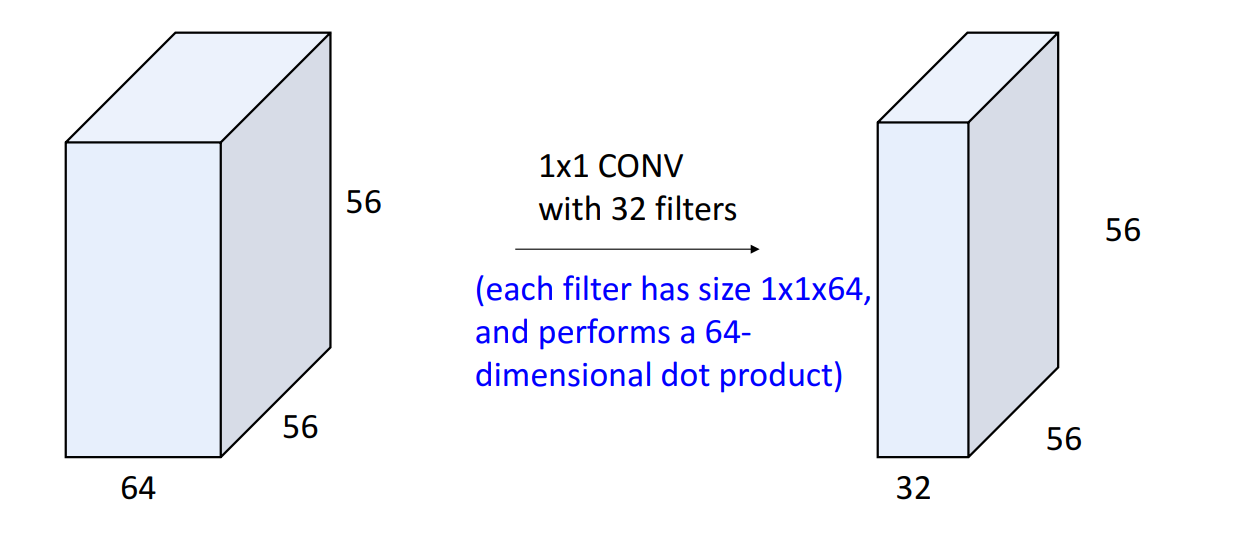 56
56
64
1x1 CONV
with 32 filters
(each filter has size 1x1x64,
and performs a 64-
dimensional dot product)
56
56
32